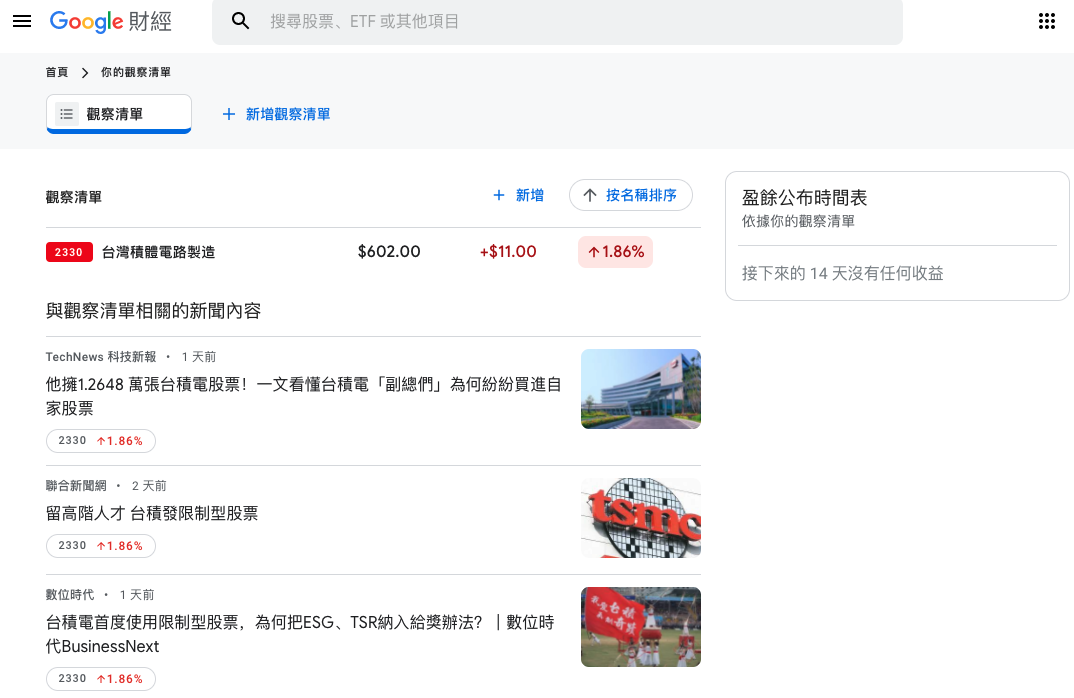 Google 財經
搜尋股票、ETF 或其他項目
首頁 > 你的觀察清單
觀察清單
+ 新增觀察清單
觀察清單
+ 新增
↑ 按名稱排序
2330 台灣積體電路製造 $602.00 +$11.00 ↑1.86%
與觀察清單相關的新聞內容
TechNews 科技新報 • 1 天前
他擁1.2648 萬張台積電股票！一文看懂台積電「副總們」為何紛紛買進自
家股票
2330 ↑1.86%
聯合新聞網 • 2 天前
留高階人才 台積發限制型股票
2330 ↑1.86%
tsmc
數位時代 • 1 天前
台積電首度使用限制型股票，為何把ESG、TSR納入給獎辦法？｜數位時
代BusinessNext
2330 ↑1.86%
盈餘公布時間表
依據你的觀察清單
接下來的 14 天沒有任何收益